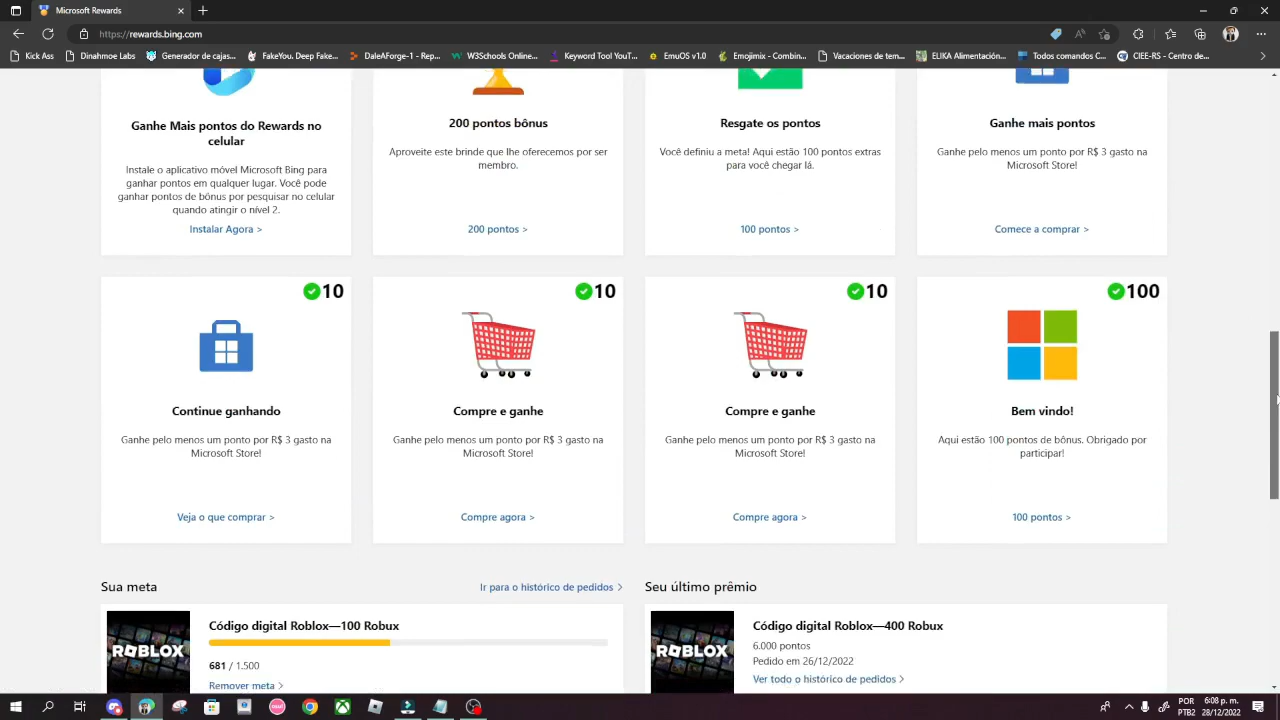 Microsoft Rewards
https://rewards.bing.com
Kick Ass
Dinahmoe Labs
Generador de cajas...
FakeYou. Deep Fake...
DaleAForge-1 - Rep...
W3Schools Online...
Keyword Tool YouT...
EmuOS v1.0
Emojimix - Combin...
Vacaciones de tem...
ELIKA Alimentación...
Todos comandos C...
CIEE-RS - Centro de...
Ganhe Mais pontos do Rewards no
celular
Instale o aplicativo móvel Microsoft Bing para
ganhar pontos em qualquer lugar. Você pode
ganhar pontos de bônus por pesquisar no celular
quando atingir o nível 2.
Instalar Agora >
200 pontos bônus
Aproveite este brinde que lhe oferecemos por ser
membro.
200 pontos >
Resgate os pontos
Você definiu a meta! Aqui estão 100 pontos extras
para você chegar lá.
100 pontos >
Ganhe mais pontos
Ganhe pelo menos um ponto por R$ 3 gasto na
Microsoft Store!
Comece a comprar >
10
Continue ganhando
Ganhe pelo menos um ponto por R$ 3 gasto na
Microsoft Store!
Veja o que comprar >
10
Compre e ganhe
Ganhe pelo menos um ponto por R$ 3 gasto na
Microsoft Store!
Compre agora >
10
Compre e ganhe
Ganhe pelo menos um ponto por R$ 3 gasto na
Microsoft Store!
Compre agora >
100
Bem vindo!
Aqui estão 100 pontos de bônus. Obrigado por
participar!
100 pontos >
Sua meta
Ir para o histórico de pedidos >
ROBLOX
Código digital Roblox—100 Robux
681 / 1.500
Remover meta >
Seu último prêmio
ROBLOX
Código digital Roblox—400 Robux
6.000 pontos
Pedido em 26/12/2022
Ver todo o histórico de pedidos >
POR
PTB2
6:08 p. m.
28/12/2022